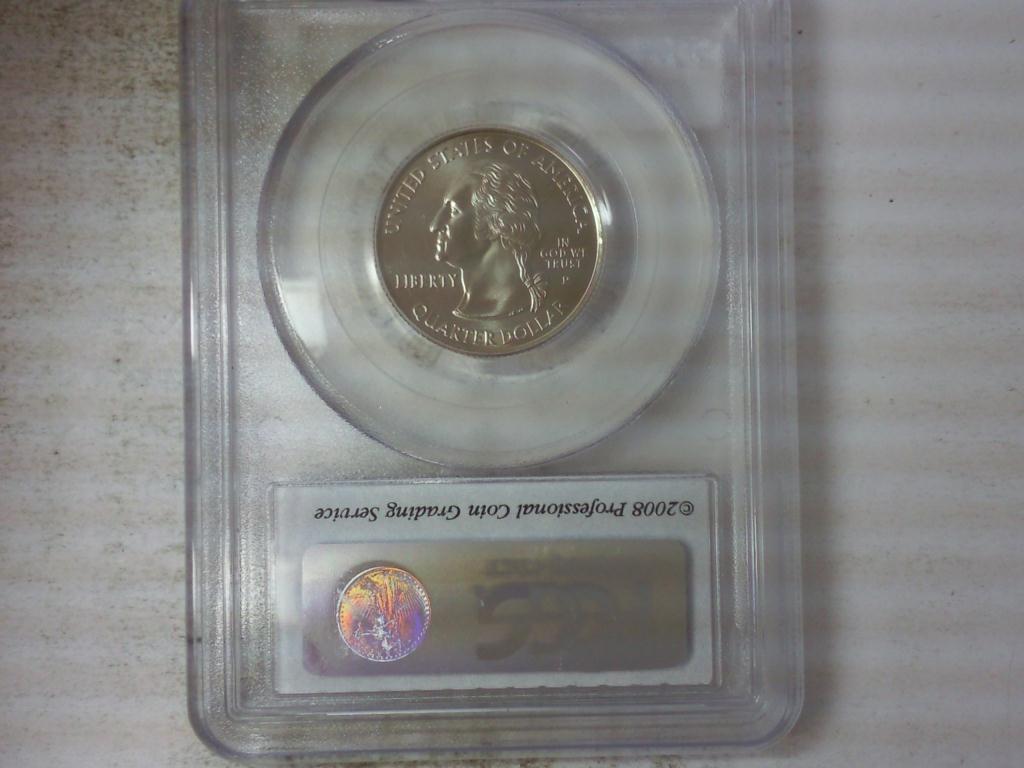 UNITED STATES OF AMERICA
IN
GOD WE
TRUST
LIBERTY
P
QUARTER DOLLAR
©2008 Professional Coin Grading Service